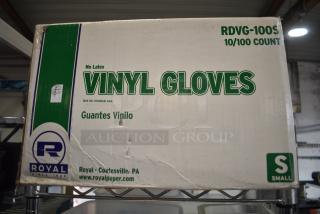 RDVG-100S
10/100 COUNT
No Latex
VINYL GLOVES
Guantes Vinilo
AUCTION GROUP
R
ROYAL
Royal - Coatesville, PA
www.royalpaper.com
S
SMALL